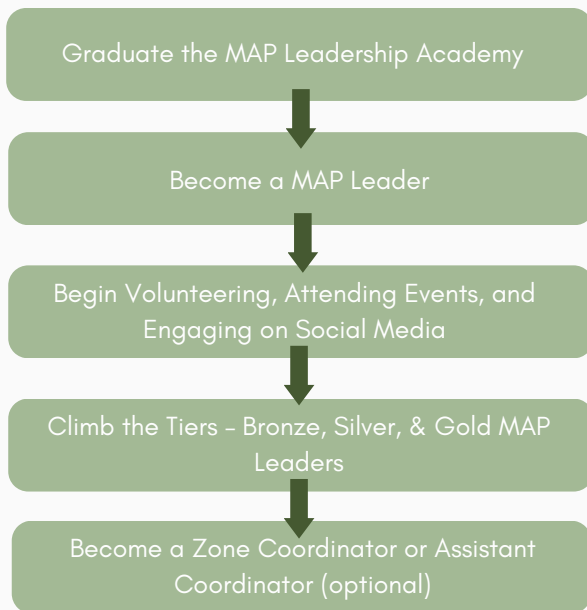 Graduate the MAP Leadership Academy
Become a MAP Leader
Begin Volunteering, Attending Events, and
Engaging on Social Media
Climb the Tiers - Bronze, Silver, & Gold MAP
Leaders
Become a Zone Coordinator or Assistant
Coordinator (optional)